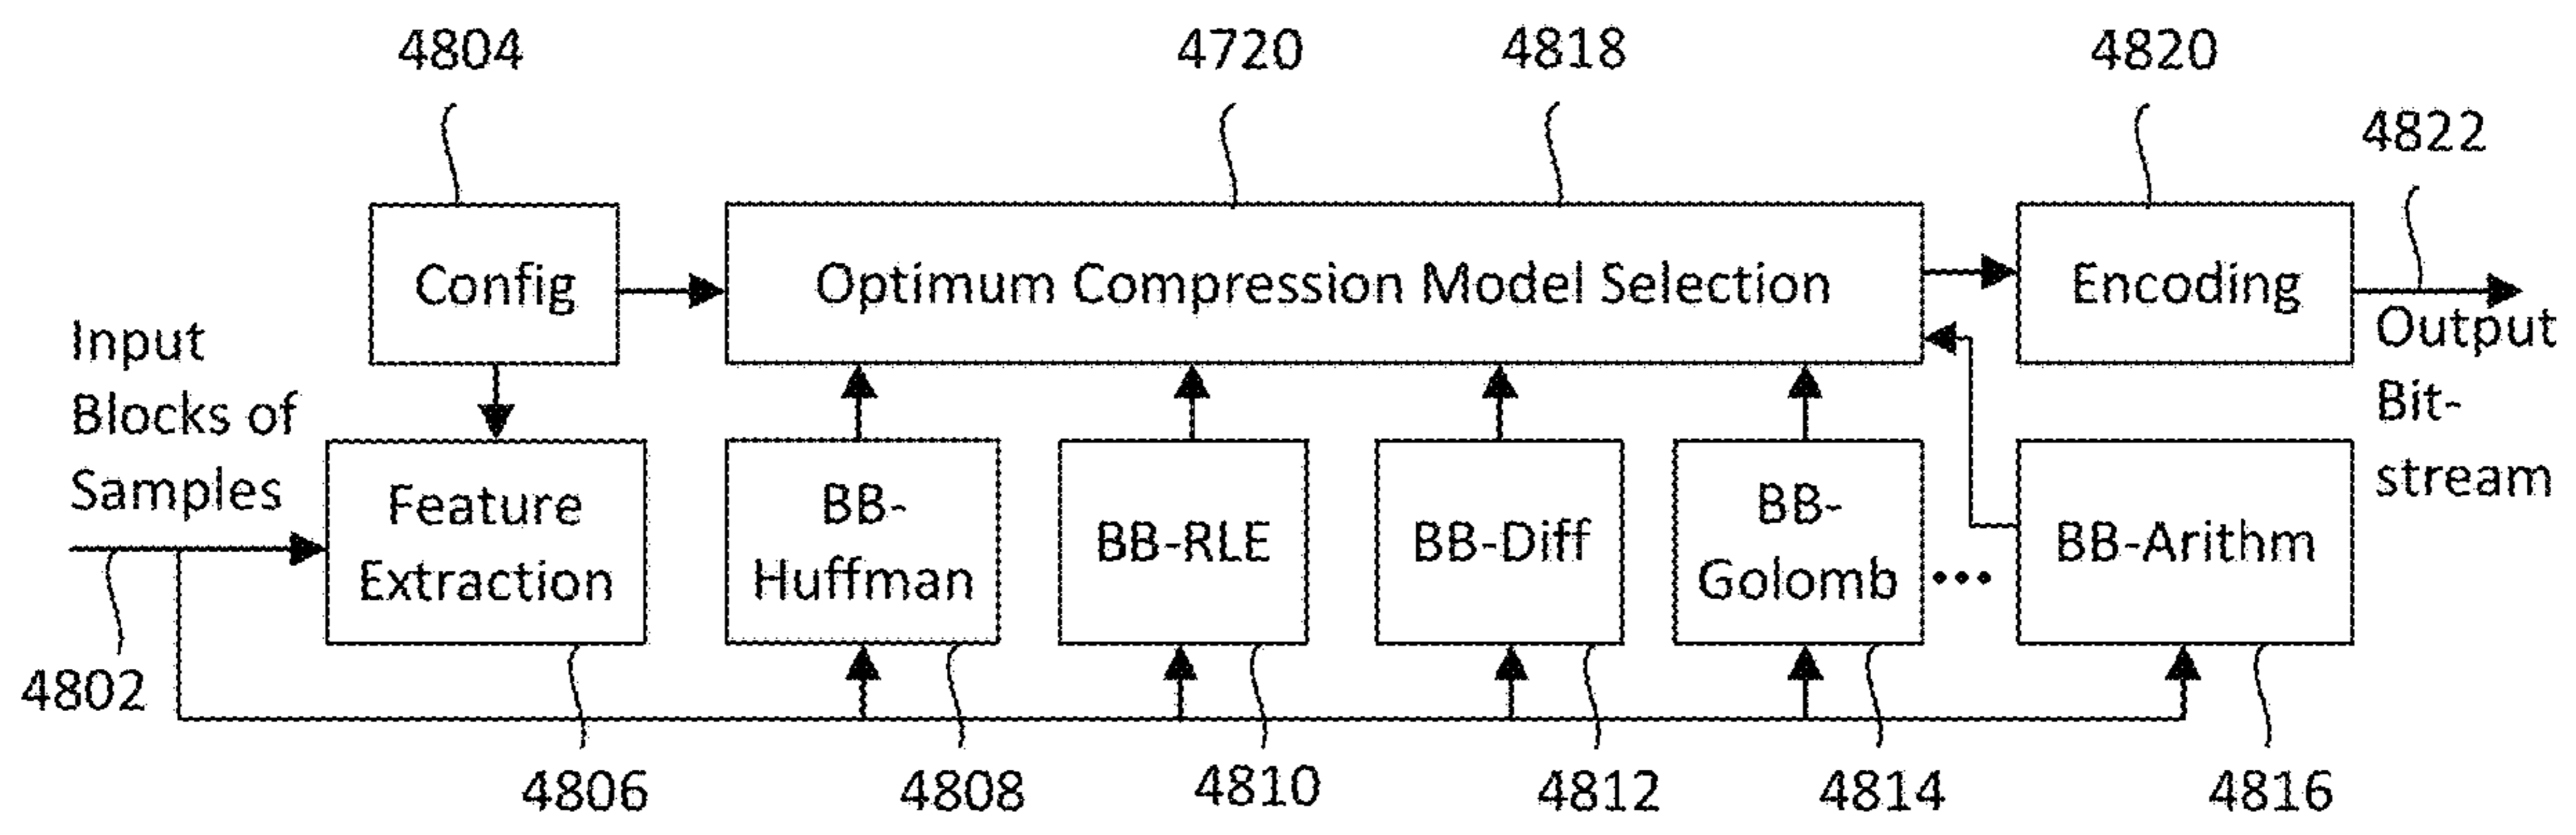 4804
4720
4818
4820
4822
Config
Optimum Compression Model Selection
Encoding
Input
Blocks of
Samples
Output
Bit-
stream
Feature
Extraction
BB-
Huffman
BB-RLE
BB-Diff
BB-
Golomb
...
BB-Arithm
4802
4806
4808
4810
4812
4814
4816